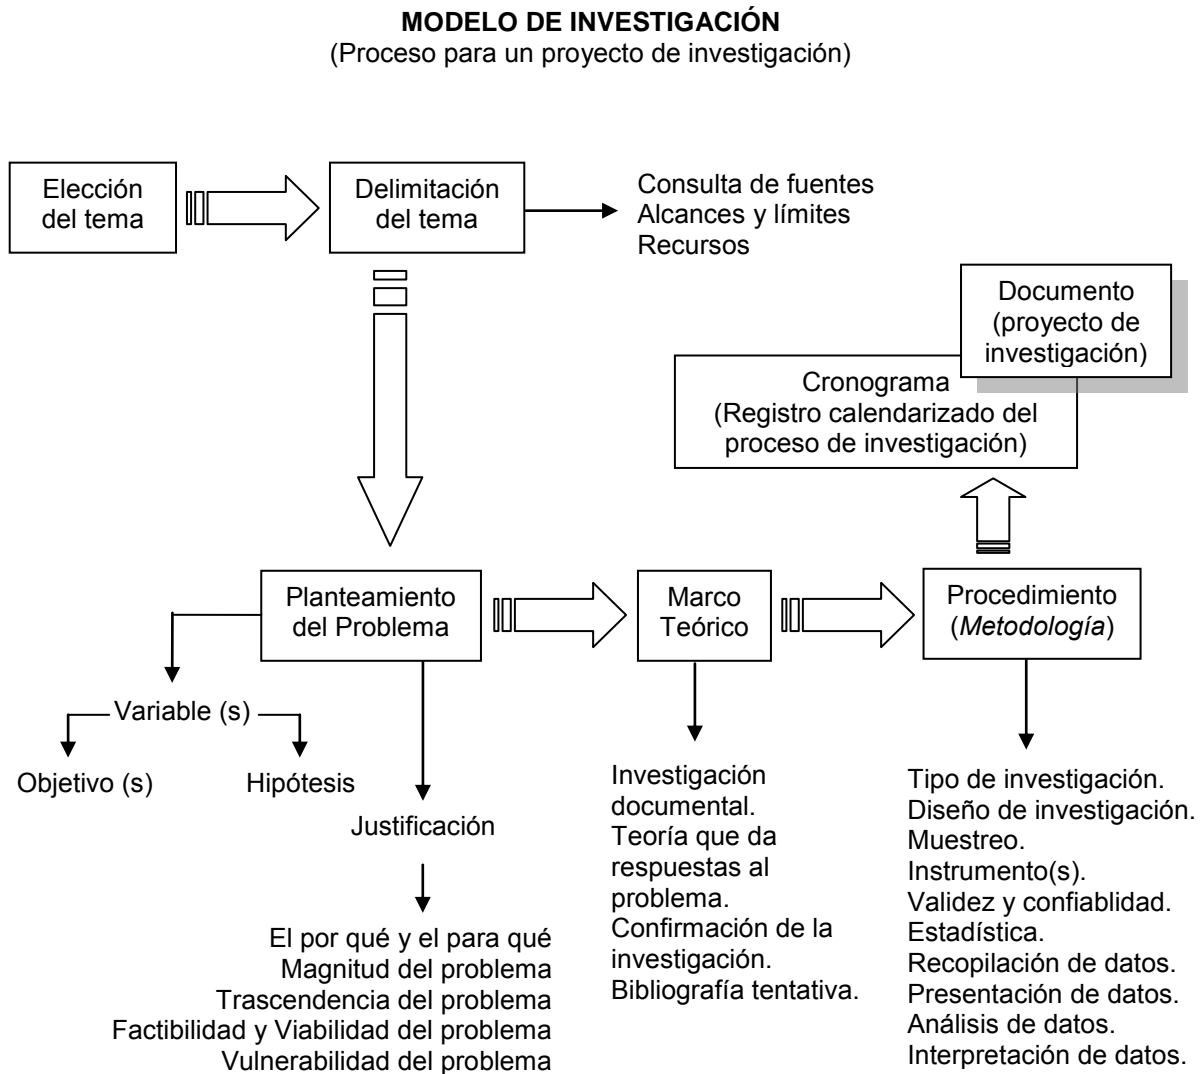 MODELO DE INVESTIGACIÓN
(Proceso para un proyecto de investigación)
Elección
del tema
Delimitación
del tema
Consulta de fuentes
Alcances y límites
Recursos
Documento
(proyecto de
investigación)
Cronograma
(Registro calendarizado del
proceso de investigación)
Planteamiento
del Problema
Marco
Teórico
Procedimiento
(Metodología)
Variable (s)
Objetivo (s)
Hipótesis
Justificación
El por qué y el para qué
Magnitud del problema
Trascendencia del problema
Factibilidad y Viabilidad del problema
Vulnerabilidad del problema
Investigación
documental.
Teoría que da
respuestas al
problema.
Confirmación de la
investigación.
Bibliografía tentativa.
Tipo de investigación.
Diseño de investigación.
Muestreo.
Instrumento(s).
Validez y confiablidad.
Estadística.
Recopilación de datos.
Presentación de datos.
Análisis de datos.
Interpretación de datos.